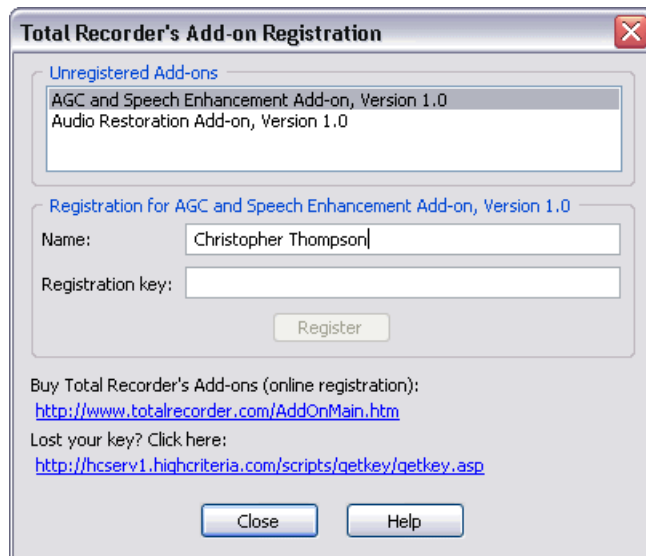 Total Recorder's Add-on Registration
Unregistered Add-ons
AGC and Speech Enhancement Add-on, Version 1.0
Audio Restoration Add-on, Version 1.0
Registration for AGC and Speech Enhancement Add-on, Version 1.0
Name: Christopher Thompson
Registration key:
Register
Buy Total Recorder's Add-ons (online registration):
http://www.totalrecorder.com/AddOnMain.htm
Lost your key? Click here:
http://hcserv1.highcriteria.com/scripts/getkey/getkey.asp
Close Help